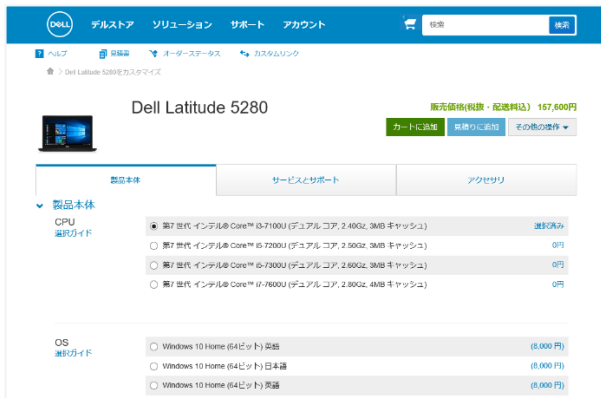 DELL デルストア ソリューション サポート アカウント 検索 検索
? ヘルプ 見積書 オーダーステータス カスタムリンク
> Dell Latitude 5280をカスタマイズ
Dell Latitude 5280
販売価格(税抜・配送料込) 167,600円
カートに追加 見積りに追加 その他の操作
製品本体 サービスとサポート アクセサリ
製品本体
CPU
選択ガイド
第7 世代 インテル® Core™ i3-7100U (デュアル コア, 2.40Gz, 3MB キャッシュ) 選択済み
第7 世代 インテル® Core™ i5-7200U (デュアル コア, 2.50Gz, 3MB キャッシュ) 0円
第7 世代 インテル® Core™ i5-7300U (デュアル コア, 2.60Gz, 3MB キャッシュ) 0円
第7 世代 インテル® Core™ i7-7600U (デュアル コア, 2.80Gz, 4MB キャッシュ) 0円
OS
選択ガイド
Windows 10 Home (64ビット) 英語 (8,000 円)
Windows 10 Home (64ビット) 日本語 (8,000 円)
Windows 10 Home (64ビット) 英語 (8,000 円)